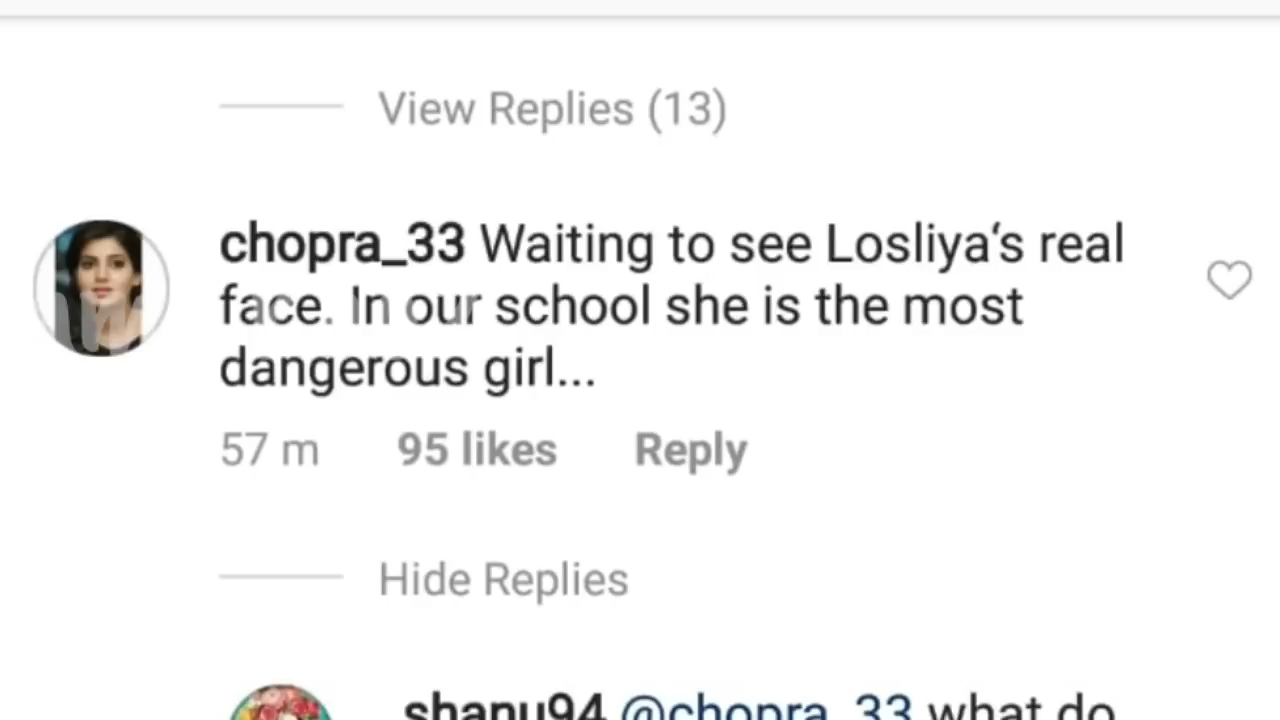 View Replies (13)
chopra_33 Waiting to see Losliya‘s real
face. In our school she is the most
dangerous girl...
57 m 95 likes Reply
Hide Replies
shanu94 @chopra_33 what do